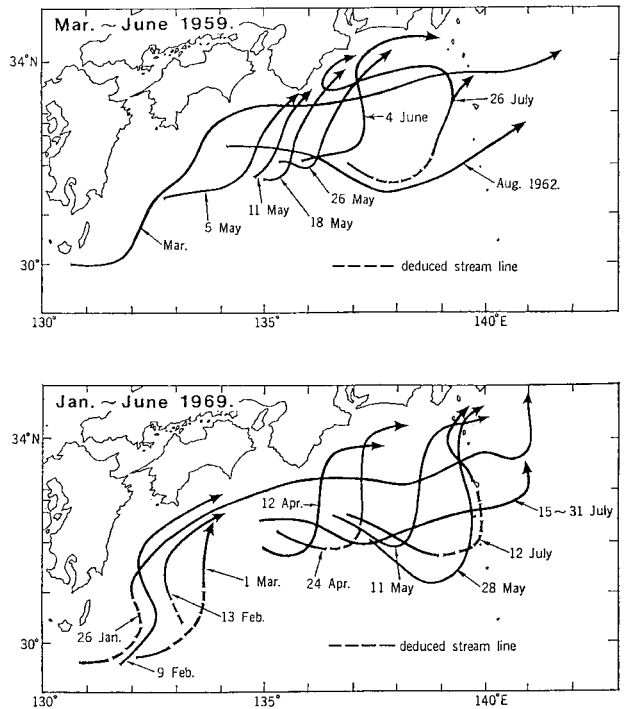 Mar. ~ June 1959.
34°N
26 July
4 June
Aug. 1962.
26 May
11 May
18 May
5 May
Mar.
30°
deduced stream line
130° 135° 140°E
Jan. ~ June 1969.
34°N
12 Apr.
15~31 July
12 July
1 Mar.
24 Apr.
11 May
28 May
13 Feb.
26 Jan.
30°
deduced stream line
9 Feb.
130° 135° 140°E